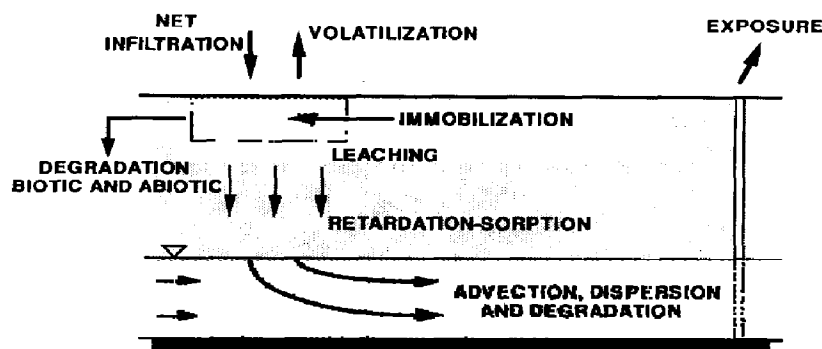 NET
INFILTRATION
VOLATILIZATION
EXPOSURE
IMMOBILIZATION
LEACHING
DEGRADATION
BIOTIC AND ABIOTIC
RETARDATION-SORPTION
ADVECTION, DISPERSION
AND DEGRADATION